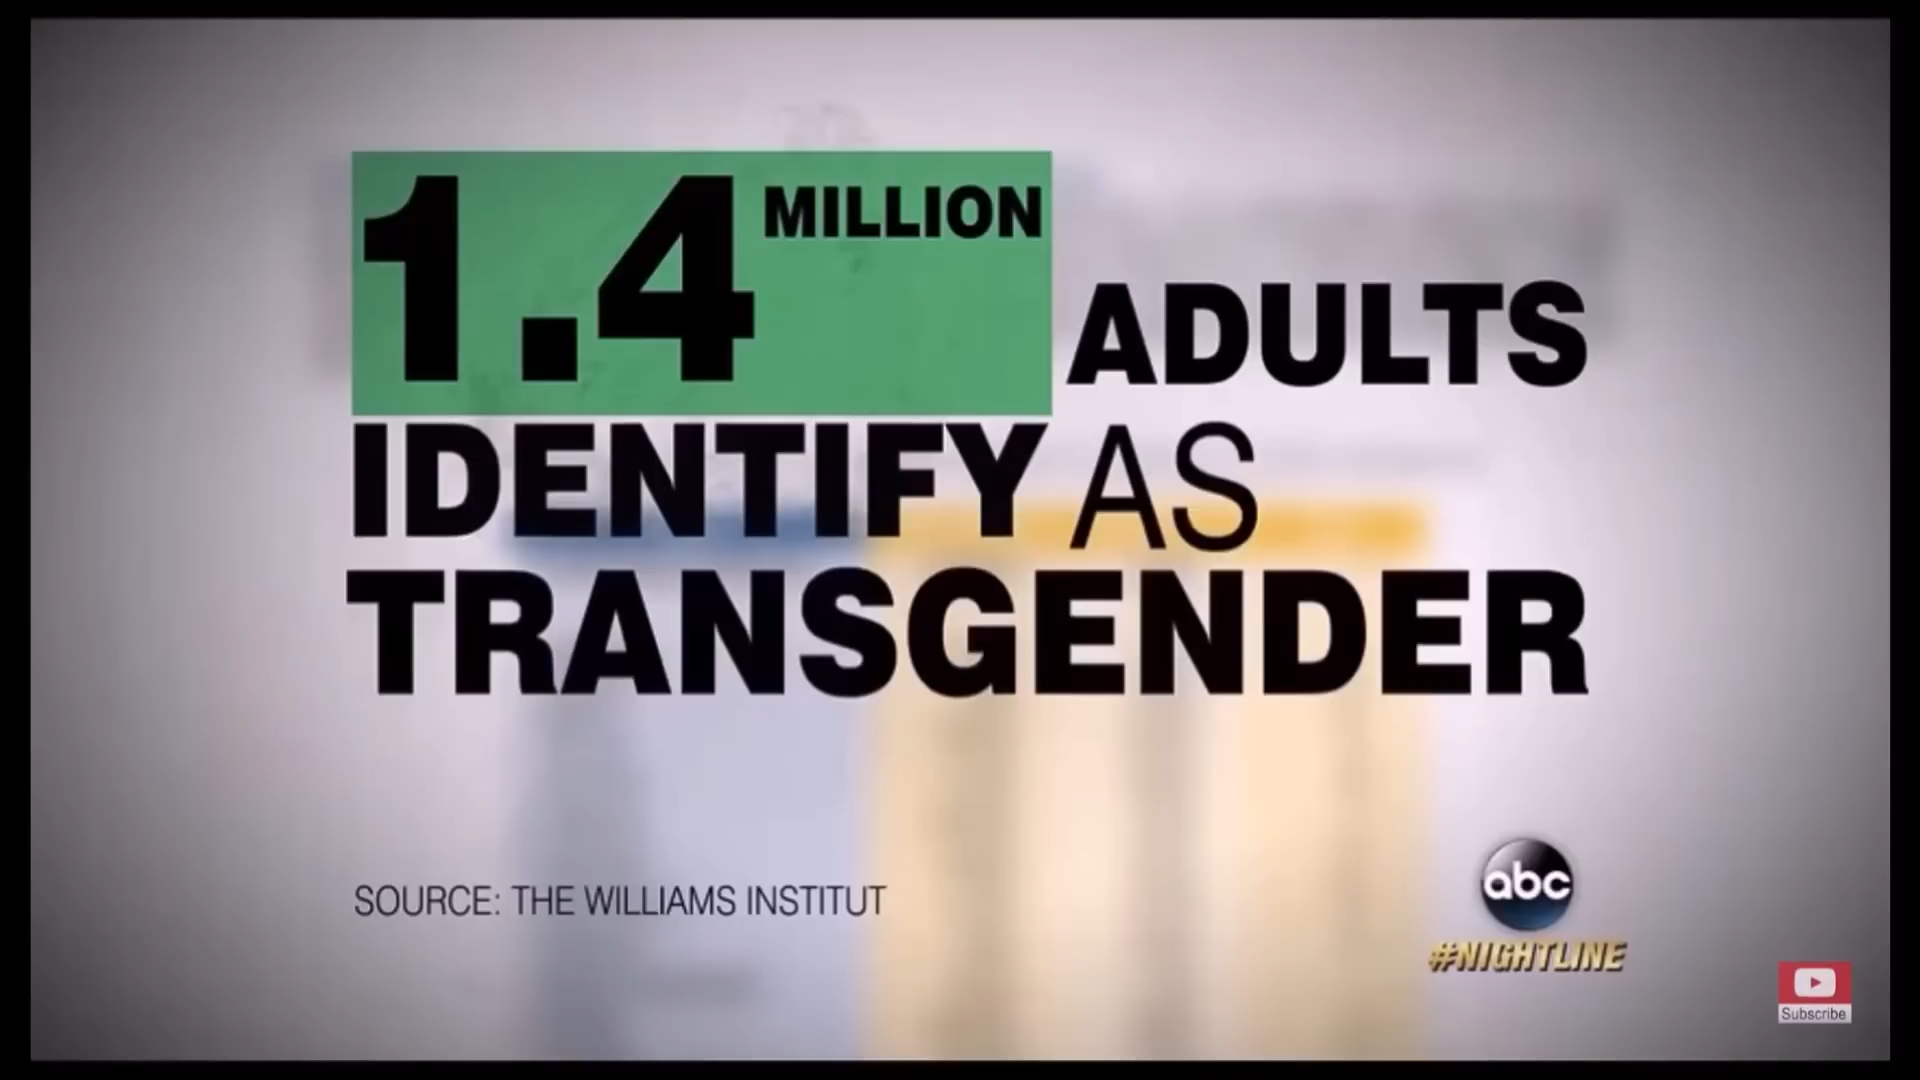 1.4 MILLION ADULTS
IDENTIFY AS
TRANSGENDER
SOURCE: THE WILLIAMS INSTITUT
abc
#NIGHTLINE
Subscribe